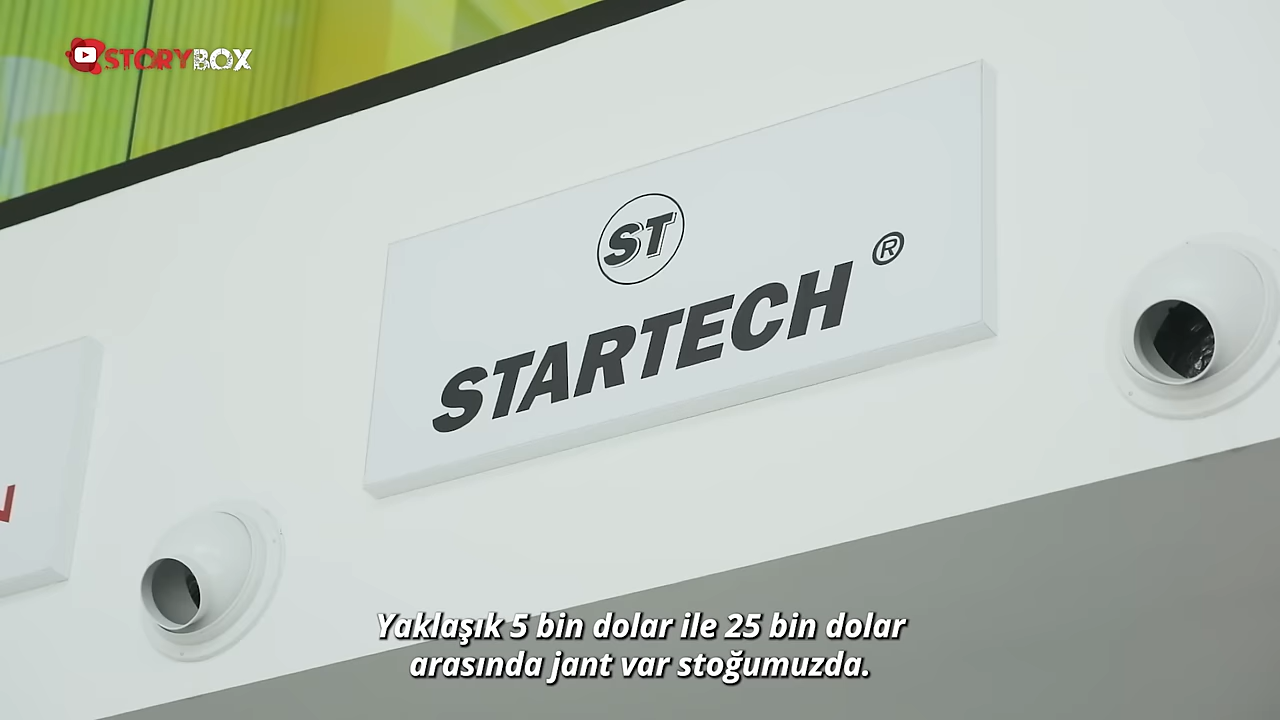 STORYBOX
ST
STARTECH ®
Yaklaşık 5 bin dolar ile 25 bin dolar
arasında jant var stoğumuzda.